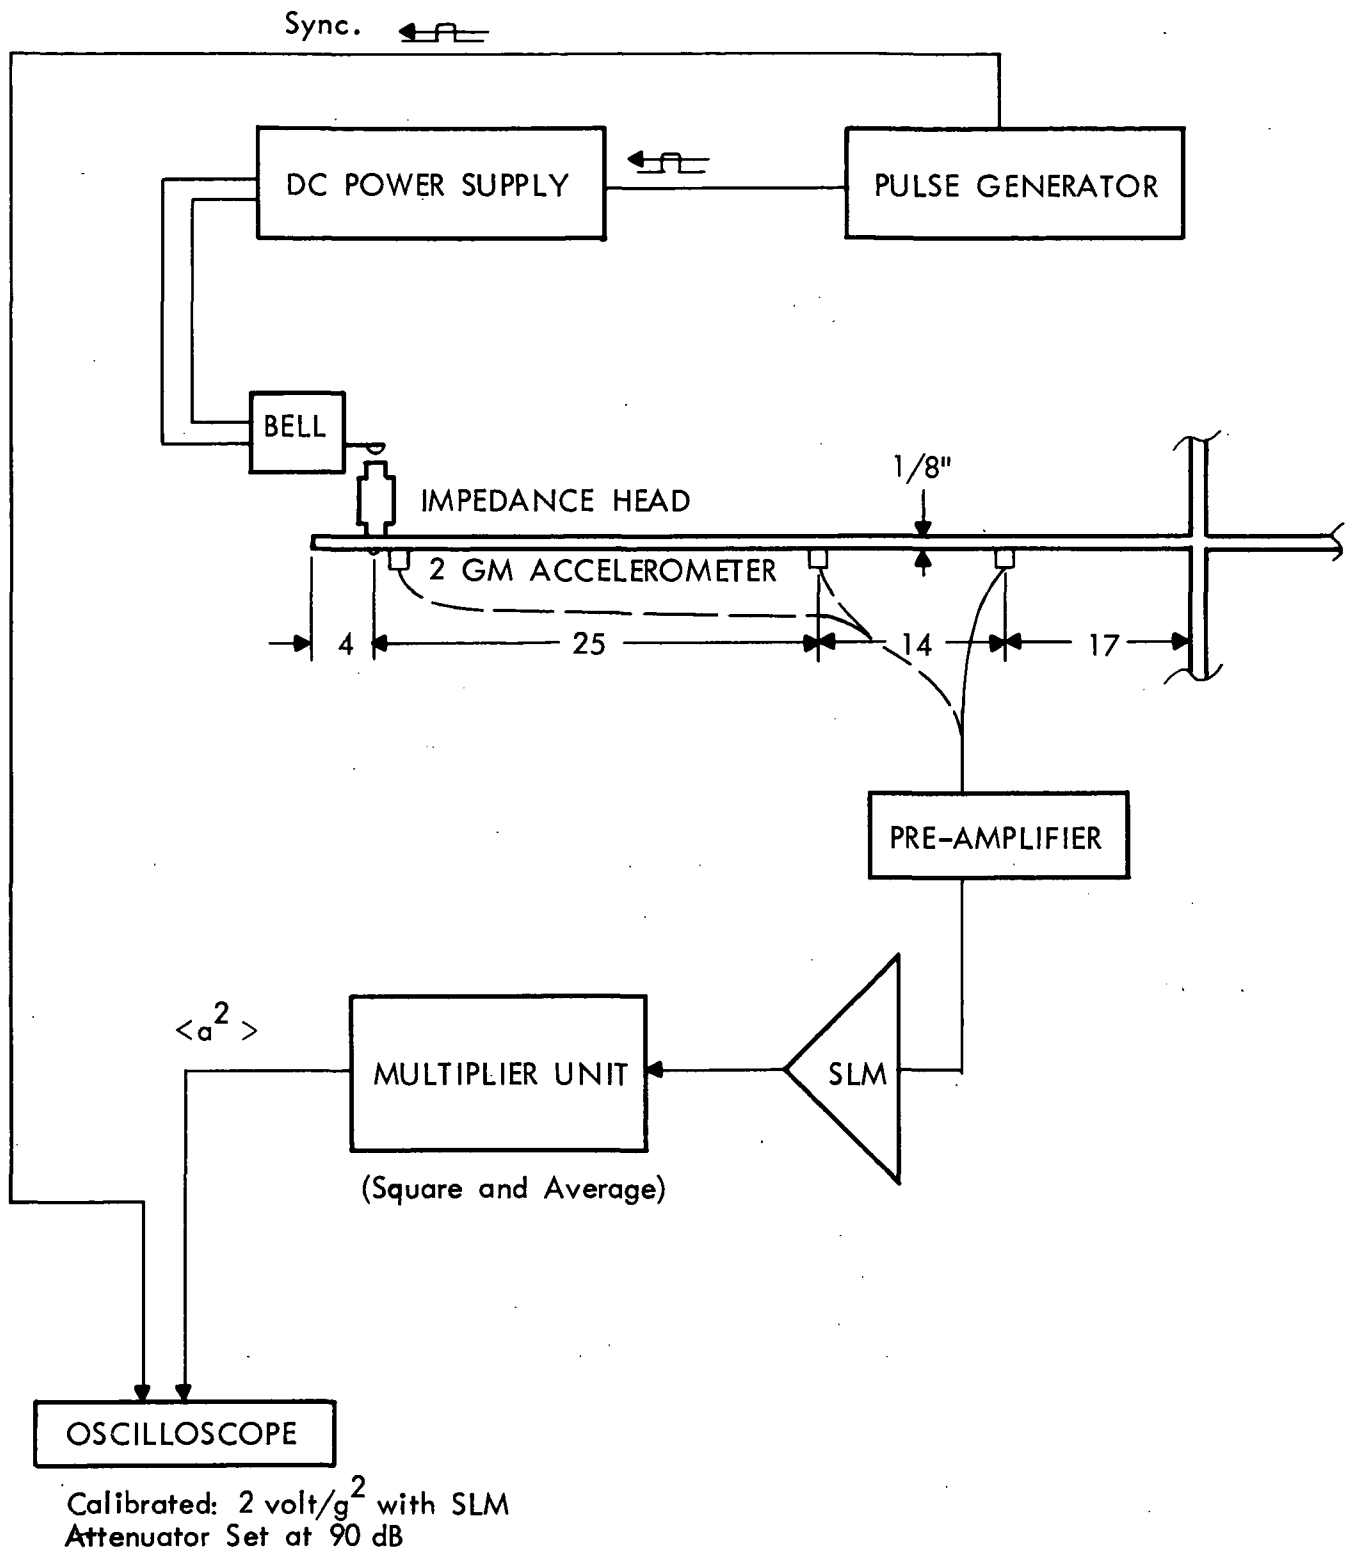 Sync.
DC POWER SUPPLY
PULSE GENERATOR
BELL
1/8"
IMPEDANCE HEAD
2 GM ACCELEROMETER
4
25
14
17
PRE-AMPLIFIER
<a² >
MULTIPLIER UNIT
SLM
(Square and Average)
OSCILLOSCOPE
Calibrated: 2 volt/g² with SLM
Attenuator Set at 90 dB